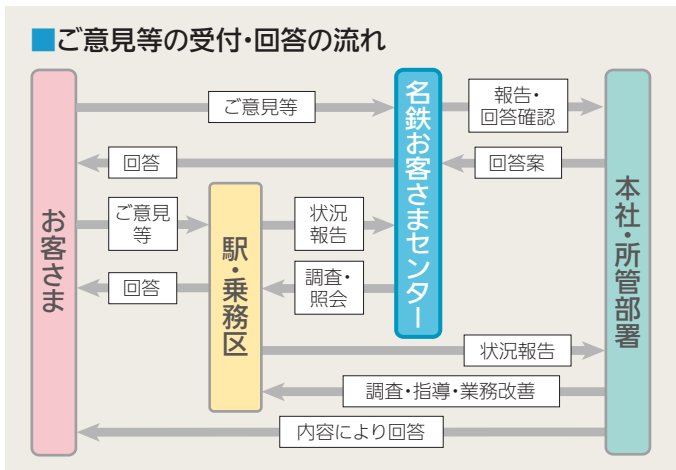 ■ご意見等の受付・回答の流れ
お客さま
駅・乗務区
名鉄お客さまセンター
本社・所管部署
ご意見等
報告・
回答確認
回答
回答案
ご意見
等
状況
報告
回答
調査・
照会
状況報告
調査・指導・業務改善
内容により回答